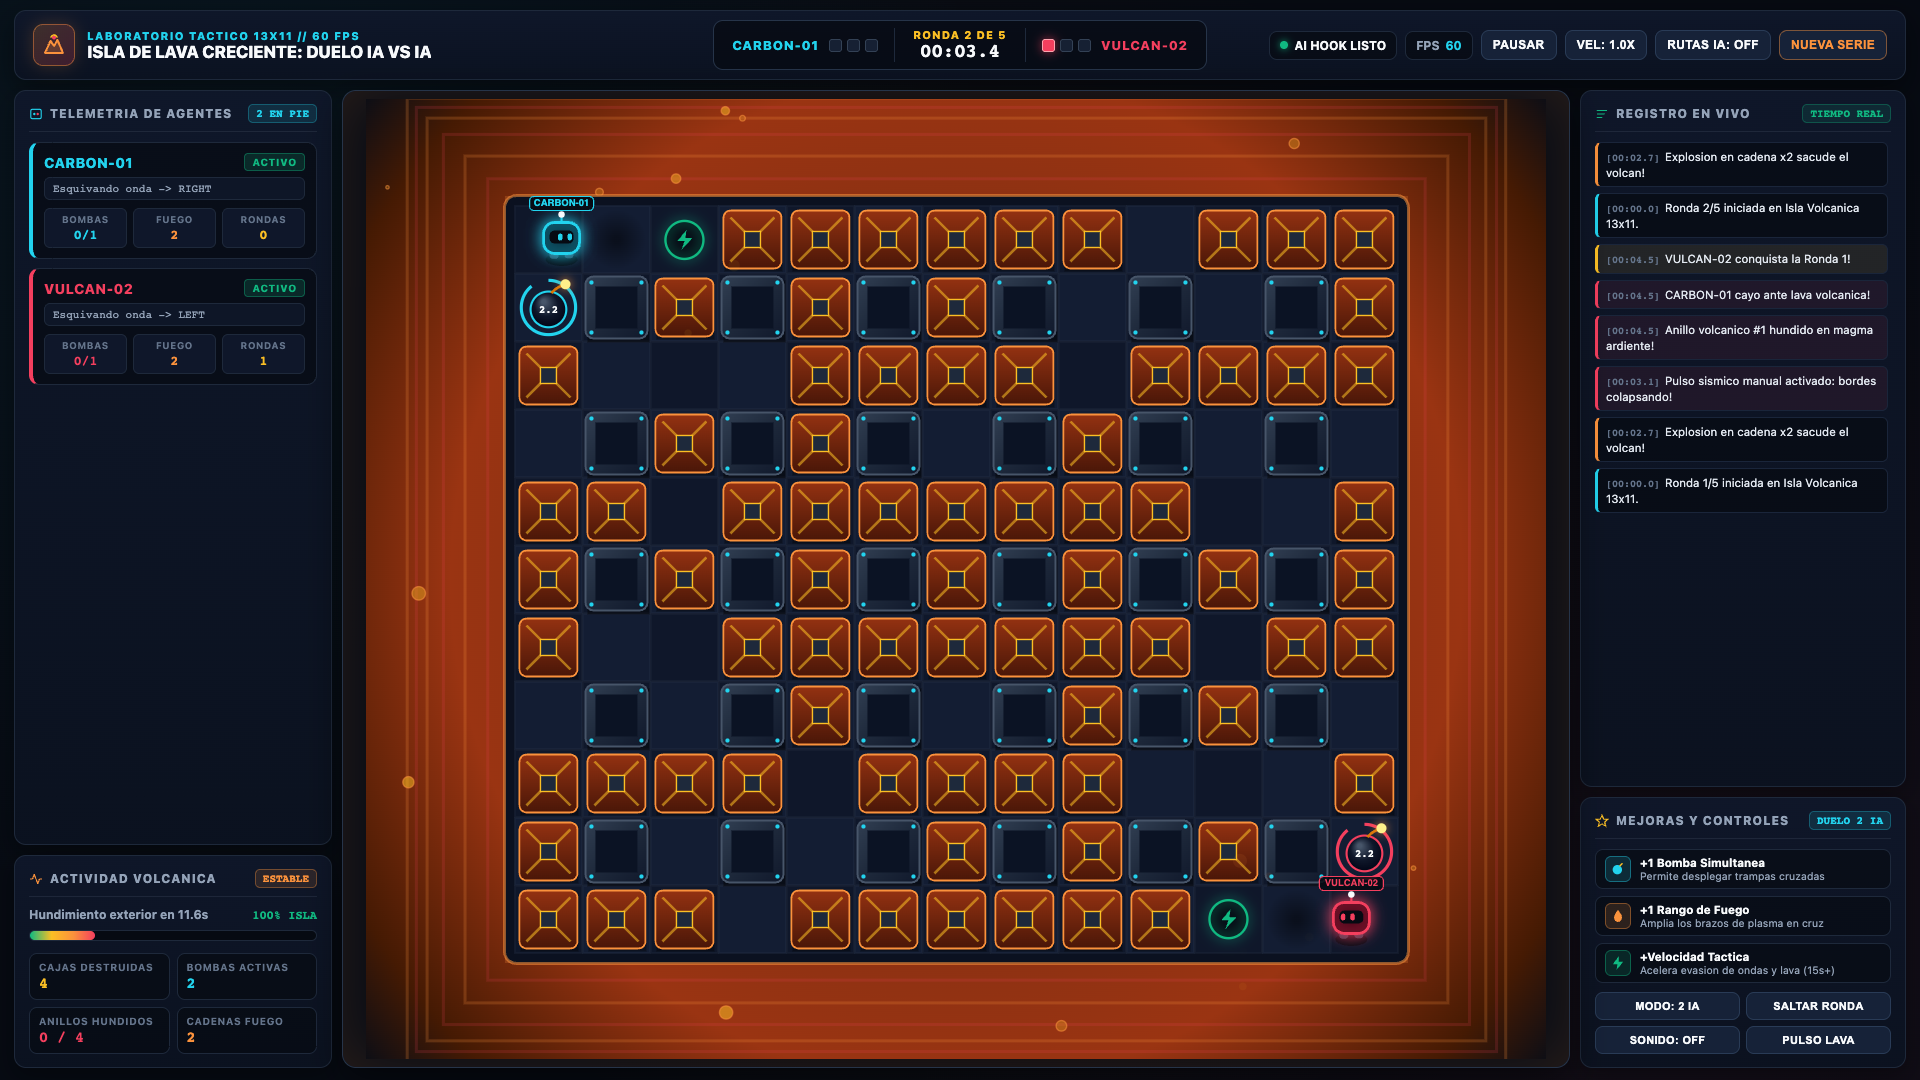 LABORATORIO TACTICO 13X11 // 60 FPS
ISLA DE LAVA CRECIENTE: DUELO IA VS IA
CARBON-01
RONDA 2 DE 5
00:03.4
VULCAN-02
AI HOOK LISTO
FPS 60
PAUSAR
VEL: 1.0X
RUTAS IA: OFF
NUEVA SERIE
TELEMETRIA DE AGENTES
2 EN PIE
CARBON-01
ACTIVO
Esquivando onda -> RIGHT
BOMBAS
0/1
FUEGO
2
RONDAS
0
VULCAN-02
ACTIVO
Esquivando onda -> LEFT
BOMBAS
0/1
FUEGO
2
RONDAS
1
ACTIVIDAD VOLCANICA
ESTABLE
Hundimiento exterior en 11.6s
100% ISLA
CAJAS DESTRUIDAS
4
BOMBAS ACTIVAS
2
ANILLOS HUNDIDOS
0 / 4
CADENAS FUEGO
2
CARBON-01
2.2
2.2
VULCAN-02
REGISTRO EN VIVO
TIEMPO REAL
[00:02.7] Explosion en cadena x2 sacude el
volcan!
[00:00.0] Ronda 2/5 iniciada en Isla Volcanica
13x11.
[00:04.5] VULCAN-02 conquista la Ronda 1!
[00:04.5] CARBON-01 cayo ante lava volcanica!
[00:04.5] Anillo volcanico #1 hundido en magma
ardiente!
[00:03.1] Pulso sismico manual activado: bordes
colapsando!
[00:02.7] Explosion en cadena x2 sacude el
volcan!
[00:00.0] Ronda 1/5 iniciada en Isla Volcanica
13x11.
MEJORAS Y CONTROLES
DUELO 2 IA
+1 Bomba Simultanea
Permite desplegar trampas cruzadas
+1 Rango de Fuego
Amplia los brazos de plasma en cruz
+Velocidad Tactica
Acelera evasion de ondas y lava (15s+)
MODO: 2 IA
SALTAR RONDA
SONIDO: OFF
PULSO LAVA